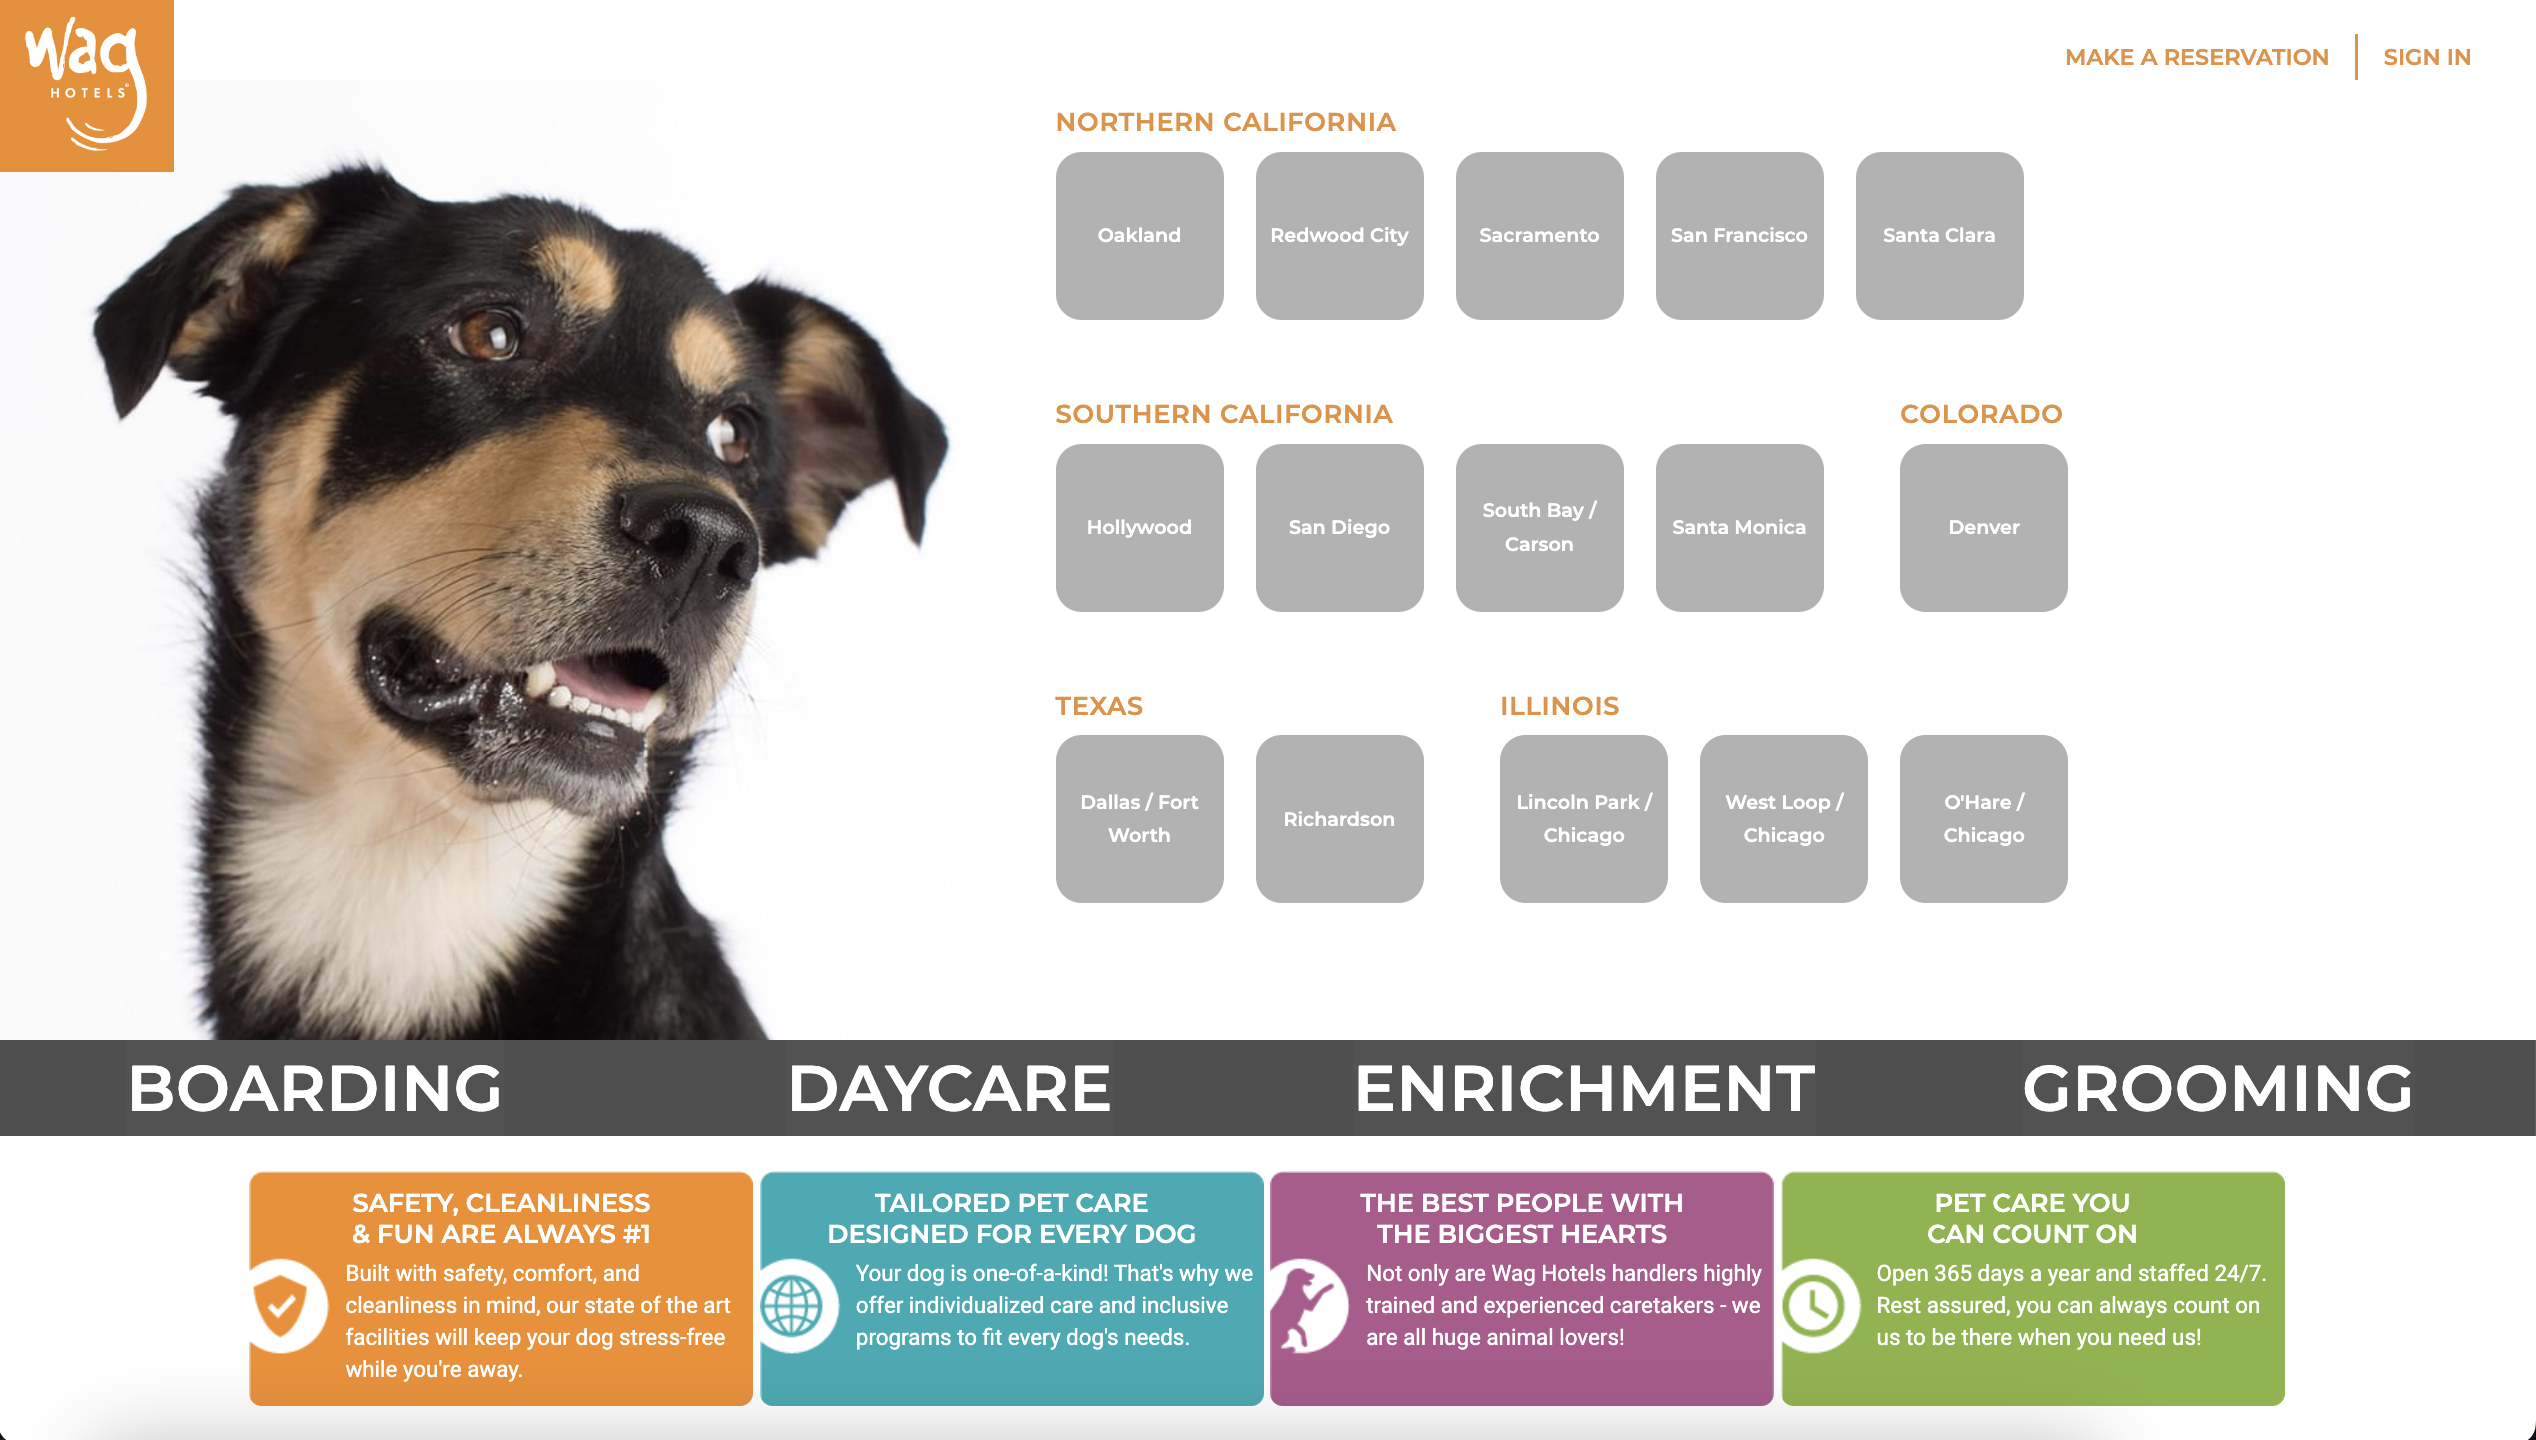 Wag
HOTELS
MAKE A RESERVATION
SIGN IN
NORTHERN CALIFORNIA
Oakland
Redwood City
Sacramento
San Francisco
Santa Clara
SOUTHERN CALIFORNIA
Hollywood
San Diego
South Bay /
Carson
Santa Monica
COLORADO
Denver
TEXAS
Dallas / Fort
Worth
Richardson
ILLINOIS
Lincoln Park /
Chicago
West Loop /
Chicago
O'Hare /
Chicago
BOARDING
DAYCARE
ENRICHMENT
GROOMING
SAFETY, CLEANLINESS
& FUN ARE ALWAYS #1
Built with safety, comfort, and
cleanliness in mind, our state of the art
facilities will keep your dog stress-free
while you're away.
TAILORED PET CARE
DESIGNED FOR EVERY DOG
Your dog is one-of-a-kind! That's why we
offer individualized care and inclusive
programs to fit every dog's needs.
THE BEST PEOPLE WITH
THE BIGGEST HEARTS
Not only are Wag Hotels handlers highly
trained and experienced caretakers - we
are all huge animal lovers!
PET CARE YOU
CAN COUNT ON
Open 365 days a year and staffed 24/7.
Rest assured, you can always count on
us to be there when you need us!